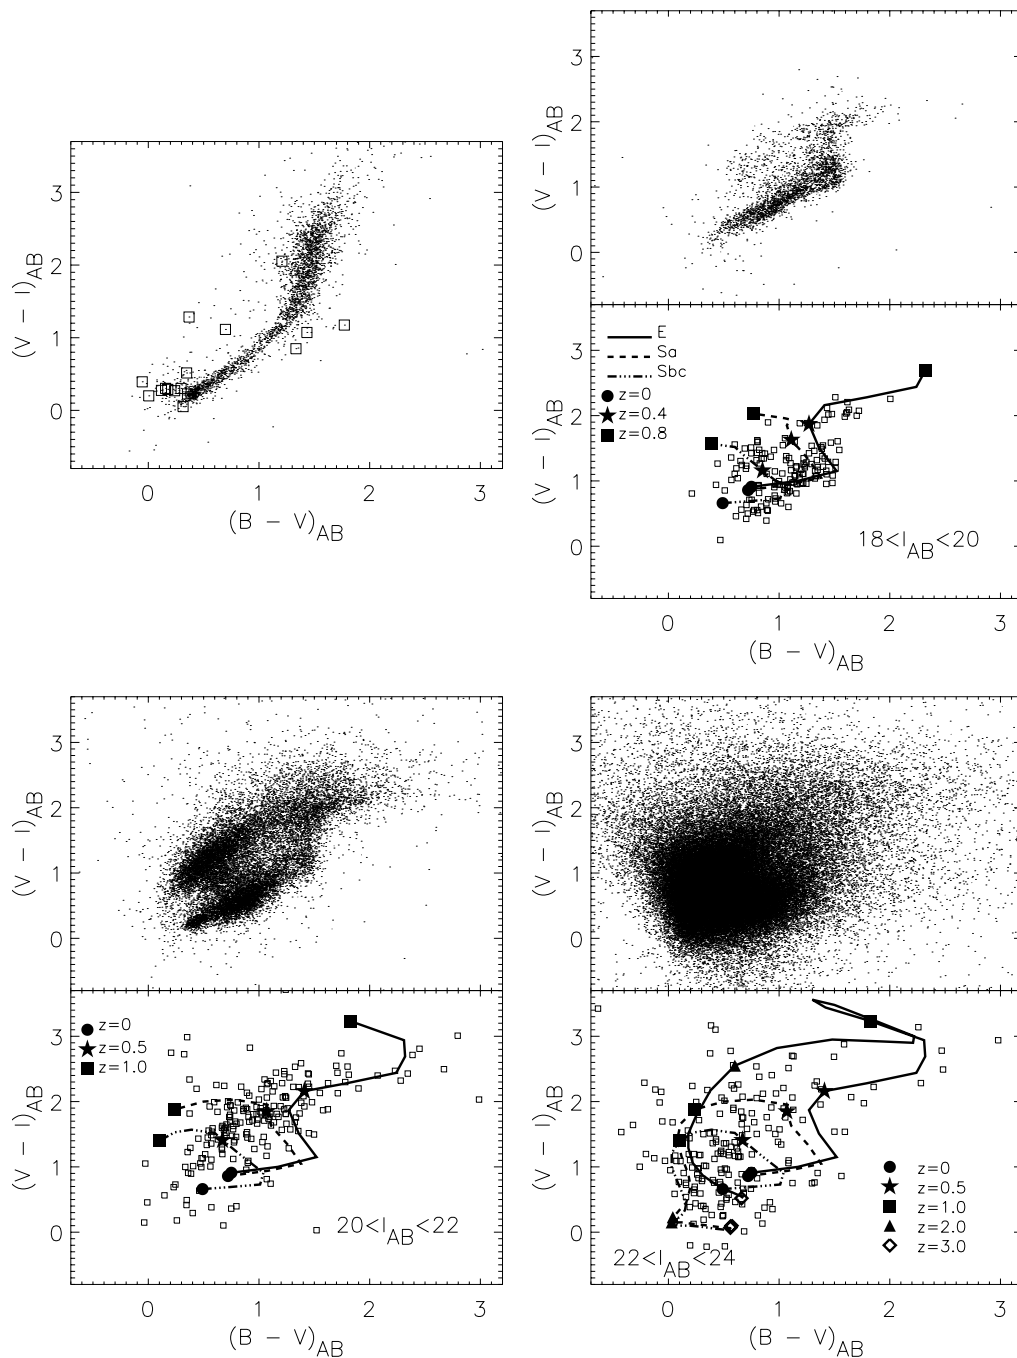 (V − I)AB
3
2
1
0
0 1 2 3
(B − V)AB
(V − I)AB
3
2
1
0
(V − I)AB
3
2
1
0
E
Sa
Sbc
z=0
z=0.4
z=0.8
18<IAB<20
0 1 2 3
(B − V)AB
(V − I)AB
3
2
1
0
(V − I)AB
3
2
1
0
z=0
z=0.5
z=1.0
20<IAB<22
0 1 2 3
(B − V)AB
(V − I)AB
3
2
1
0
(V − I)AB
3
2
1
0
z=0
z=0.5
z=1.0
z=2.0
z=3.0
22<IAB<24
0 1 2 3
(B − V)AB